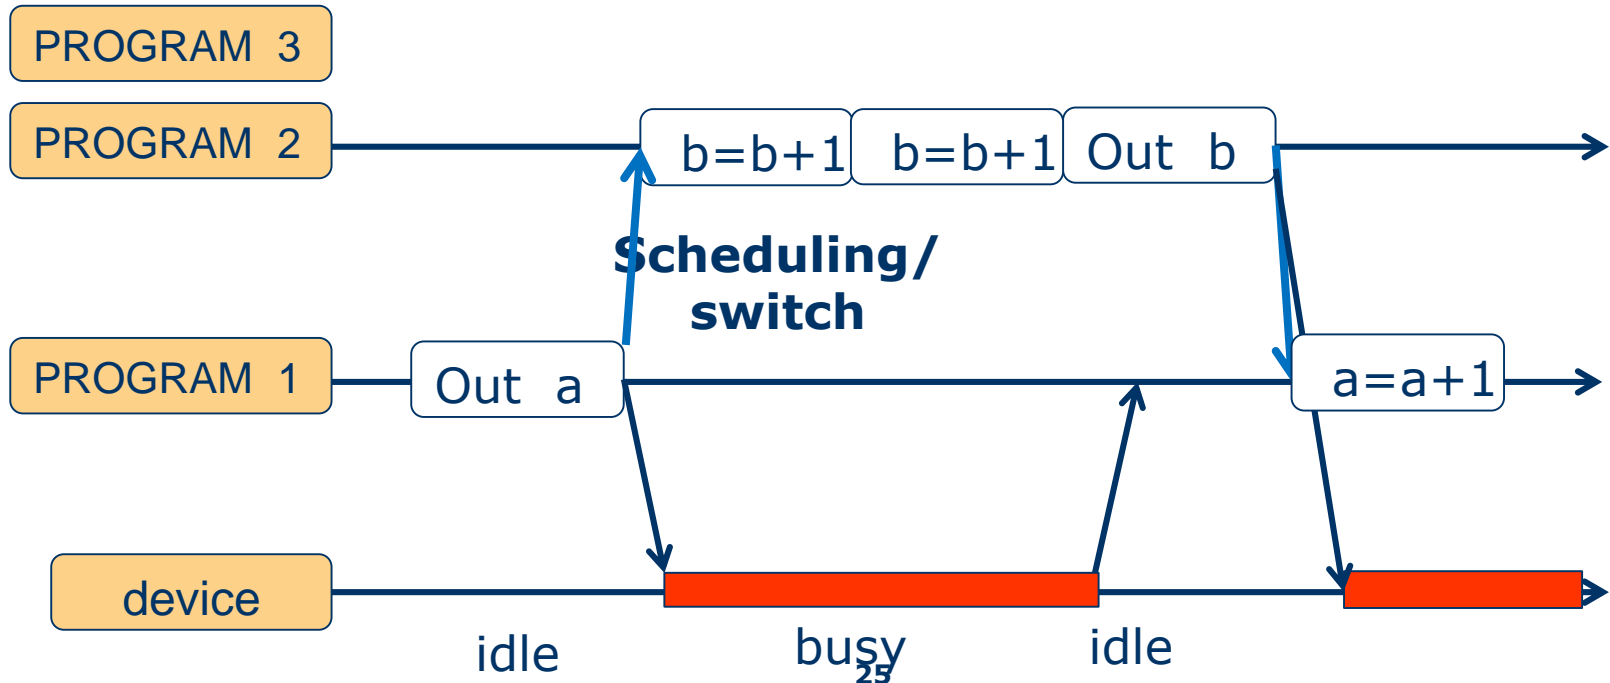 PROGRAM 3
PROGRAM 2
b=b+1 b=b+1 Out b
Scheduling/
switch
PROGRAM 1
Out a
a=a+1
device
idle
busy
idle
25